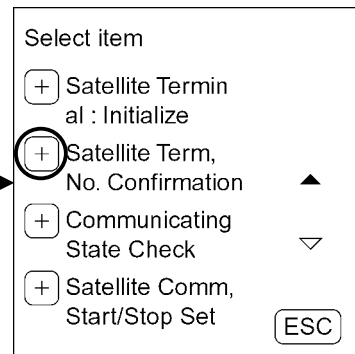 Select item
+ Satellite Termin
al : Initialize
+ Satellite Term,
No. Confirmation
+ Communicating
State Check
+ Satellite Comm,
Start/Stop Set
ESC